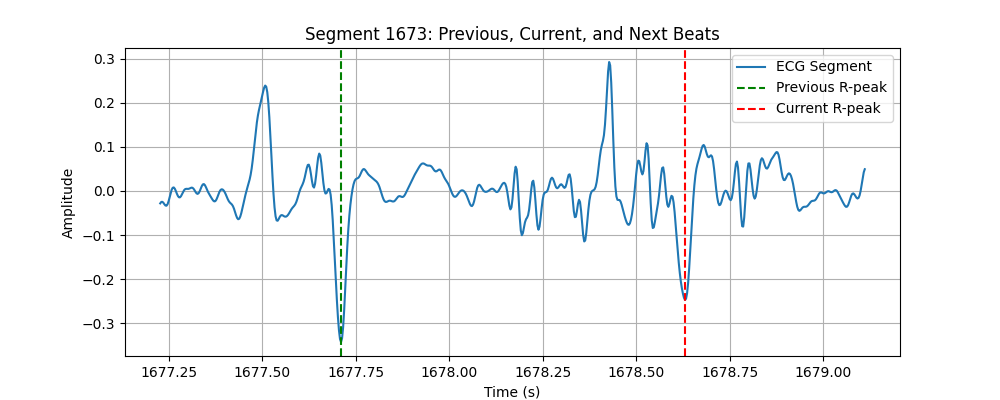 Segment 1673: Previous, Current, and Next Beats
ECG Segment
Previous R-peak
Current R-peak
Amplitude
0.3
0.2
0.1
0.0
−0.1
−0.2
−0.3
1677.25 1677.50 1677.75 1678.00 1678.25 1678.50 1678.75 1679.00
Time (s)